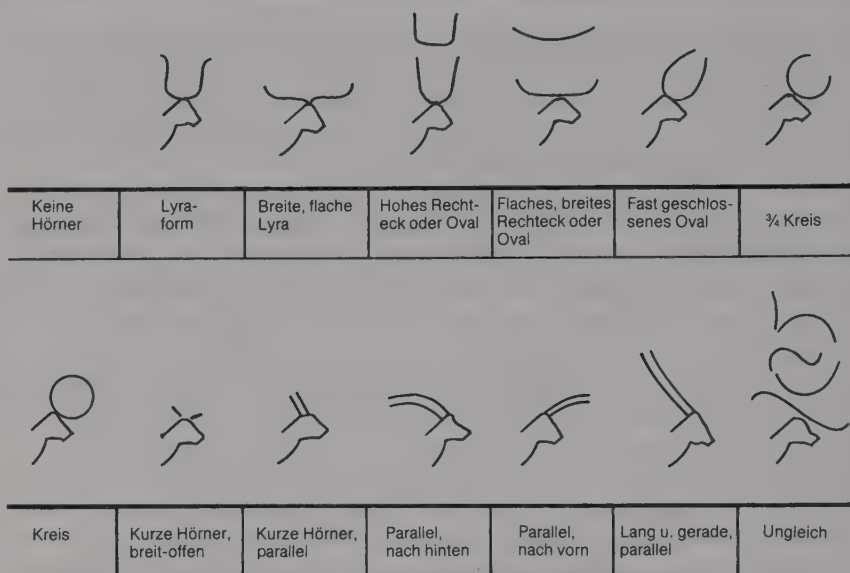 Keine
Hörner
Lyra-
form
Breite, flache
Lyra
Hohes Recht-
eck oder Oval
Flaches, breites
Rechteck oder
Oval
Fast geschlos-
senes Oval
¾ Kreis
Kreis
Kurze Hörner,
breit-offen
Kurze Hörner,
parallel
Parallel,
nach hinten
Parallel,
nach vorn
Lang u. gerade,
parallel
Ungleich